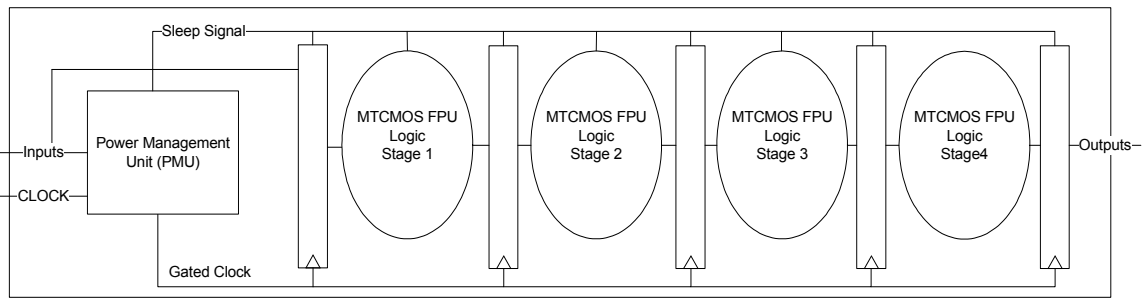 Sleep Signal
MTCMOS FPU
Logic
Stage 1
MTCMOS FPU
Logic
Stage 2
MTCMOS FPU
Logic
Stage 3
MTCMOS FPU
Logic
Stage4
Inputs
Power Management
Unit (PMU)
Outputs
CLOCK
Gated Clock